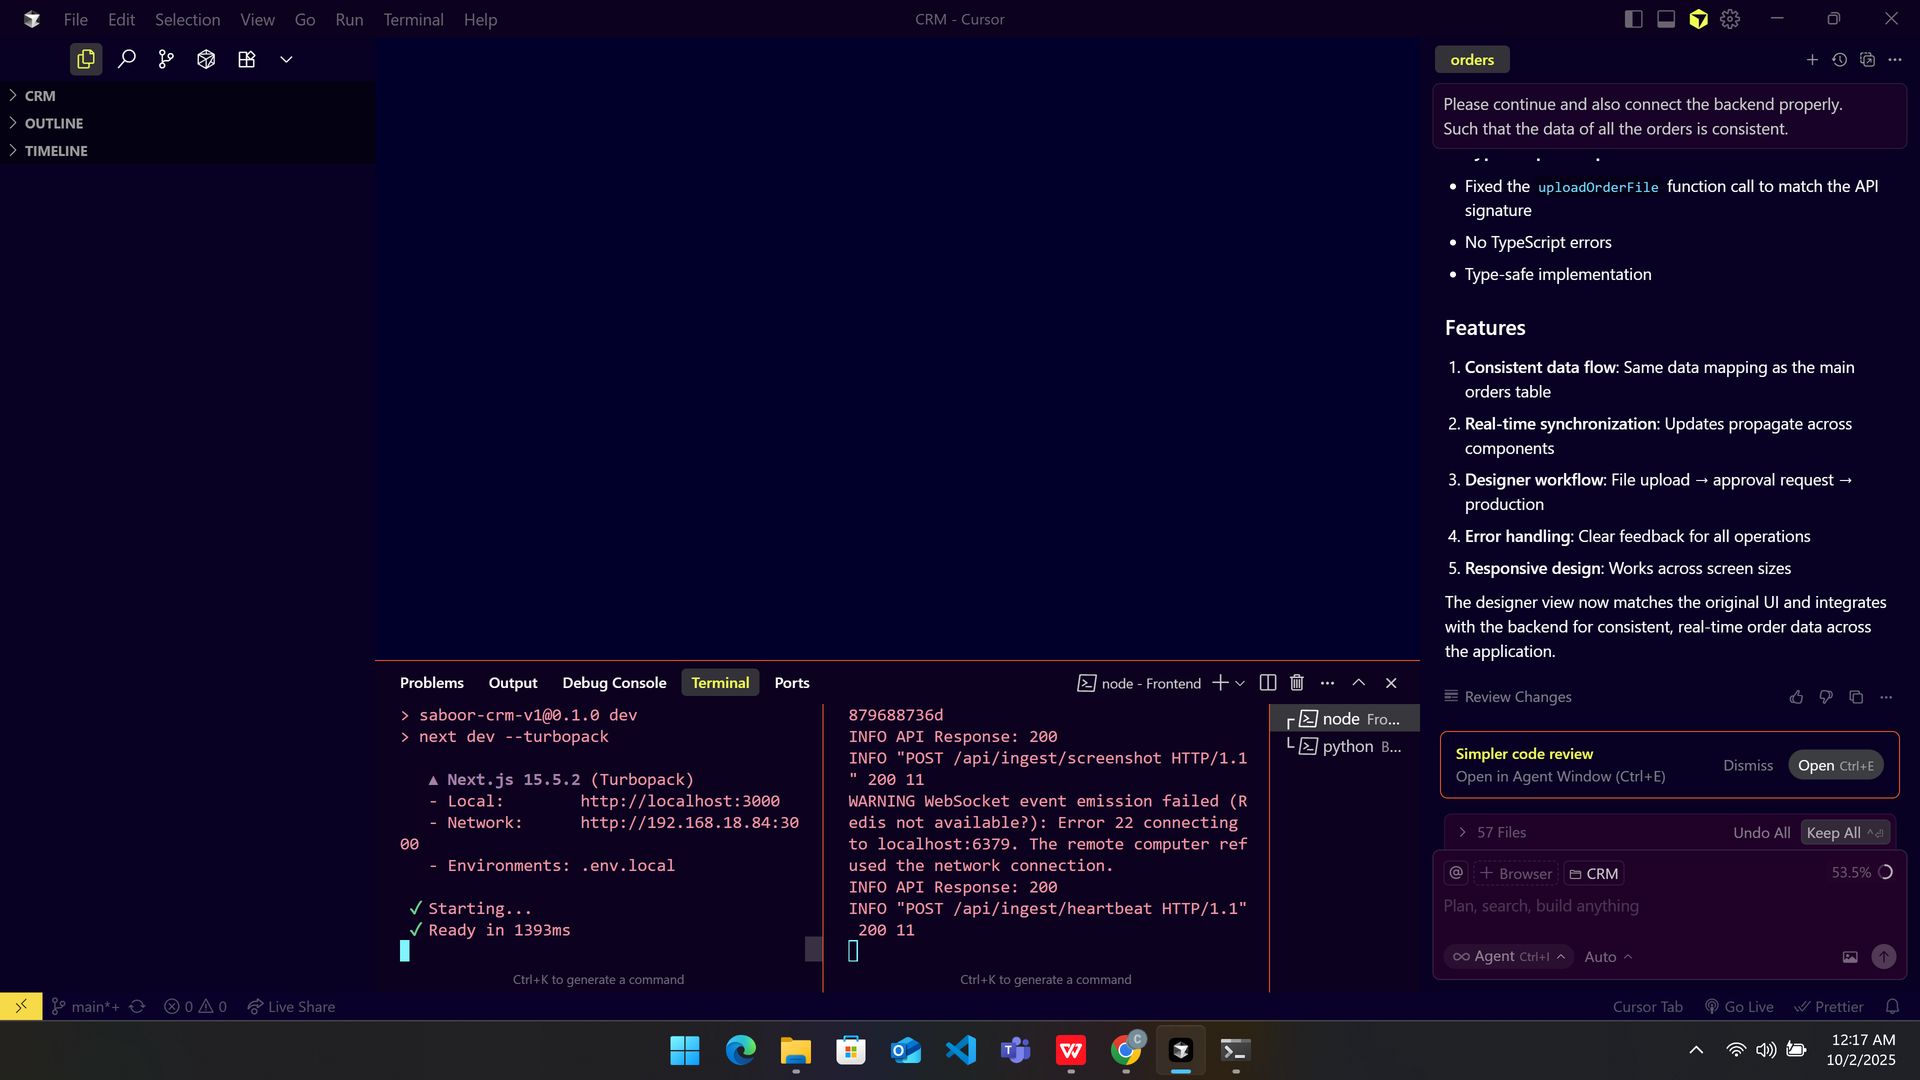 File Edit Selection View Go Run Terminal Help
CRM - Cursor
CRM
OUTLINE
TIMELINE
orders
Please continue and also connect the backend properly.
Such that the data of all the orders is consistent.
• Fixed the uploadOrderFile function call to match the API
signature
• No TypeScript errors
• Type-safe implementation
Features
1. Consistent data flow: Same data mapping as the main
orders table
2. Real-time synchronization: Updates propagate across
components
3. Designer workflow: File upload → approval request →
production
4. Error handling: Clear feedback for all operations
5. Responsive design: Works across screen sizes
The designer view now matches the original UI and integrates
with the backend for consistent, real-time order data across
the application.
Review Changes
Simpler code review
Open in Agent Window (Ctrl+E)
Dismiss
Open Ctrl+E
57 Files
Undo All
Keep All
@
+ Browser
CRM
53.5%
Plan, search, build anything
Agent Ctrl+I
Auto
Problems Output Debug Console Terminal Ports
node - Frontend
> saboor-crm-v1@0.1.0 dev
> next dev --turbopack
▲ Next.js 15.5.2 (Turbopack)
- Local: http://localhost:3000
- Network: http://192.168.18.84:30
00
- Environments: .env.local
✓ Starting...
✓ Ready in 1393ms
Ctrl+K to generate a command
879688736d
INFO API Response: 200
INFO "POST /api/ingest/screenshot HTTP/1.1
" 200 11
WARNING WebSocket event emission failed (R
edis not available?): Error 22 connecting
to localhost:6379. The remote computer ref
used the network connection.
INFO API Response: 200
INFO "POST /api/ingest/heartbeat HTTP/1.1"
200 11
Ctrl+K to generate a command
node Fro...
python B...
main*+
0
0
Live Share
Cursor Tab
Go Live
Prettier
C
12:17 AM
10/2/2025